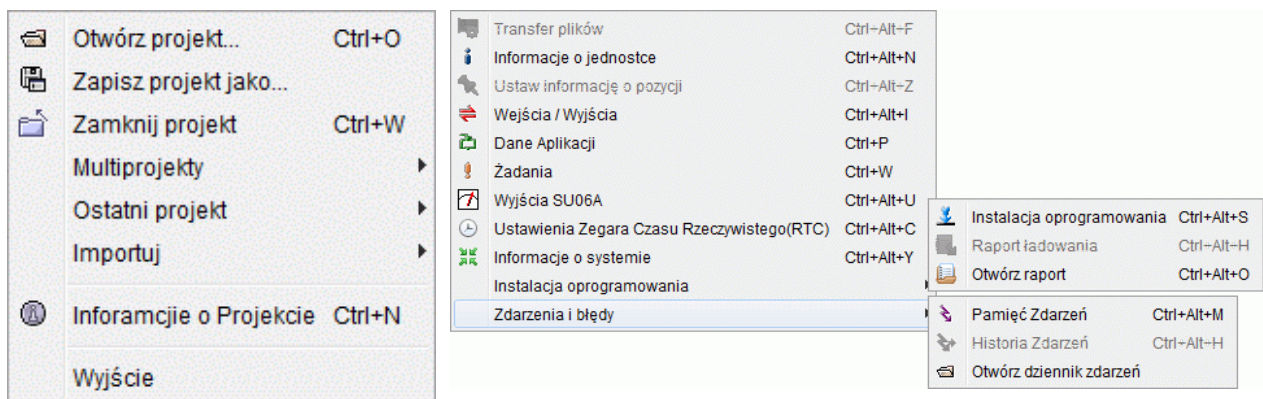 Otwórz projekt... Ctrl+O
Zapisz projekt jako...
Zamknij projekt Ctrl+W
Multiprojekty
Ostatni projekt
Importuj
Inforamcjie o Projekcie Ctrl+N
Wyjście
Transfer plików Ctrl-Alt-F
Informacje o jednostce Ctrl+Alt+N
Ustaw informację o pozycji Ctrl-Alt-Z
Wejścia / Wyjścia Ctrl+Alt+I
Dane Aplikacji Ctrl+P
Żadania Ctrl+W
Wyjścia SU06A Ctrl+Alt+U
Ustawienia Zegara Czasu Rzeczywistego(RTC) Ctrl+Alt+C
Informacje o systemie Ctrl+Alt+Y
Instalacja oprogramowania
Zdarzenia i błędy
Instalacja oprogramowania Ctrl+Alt+S
Raport ładowania Ctrl-Alt-H
Otwórz raport Ctrl+Alt+O
Pamięć Zdarzeń Ctrl+Alt+M
Historia Zdarzeń Ctrl-Alt-H
Otwórz dziennik zdarzeń